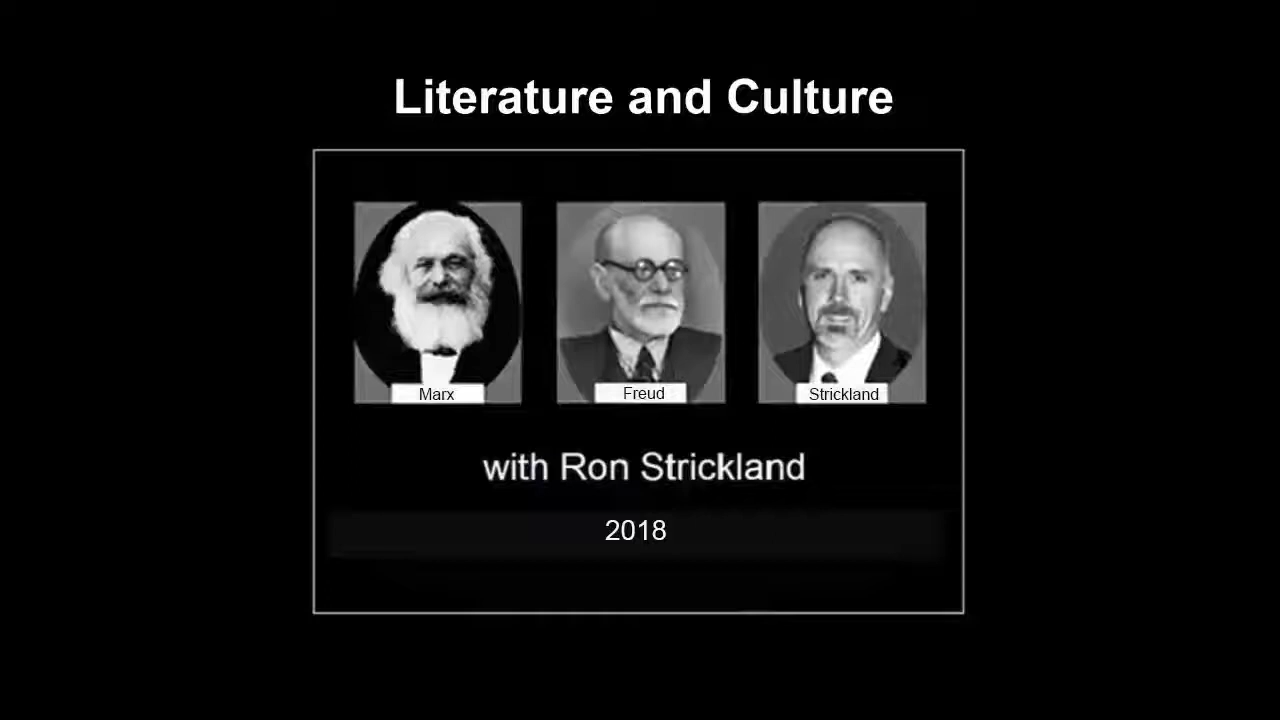 Literature and Culture
Marx
Freud
Strickland
with Ron Strickland
2018